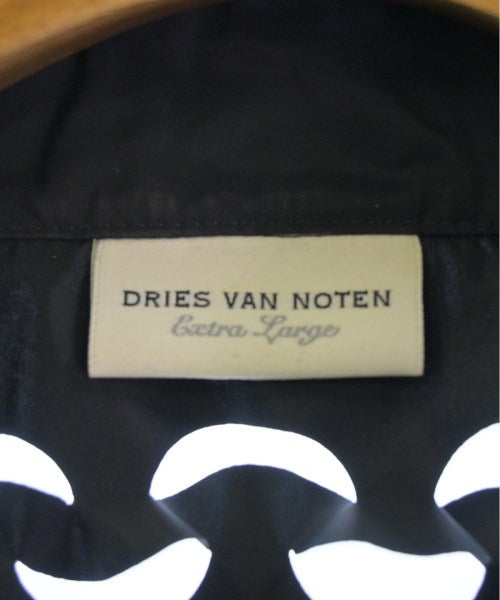 DRIES VAN NOTEN
Extra Large